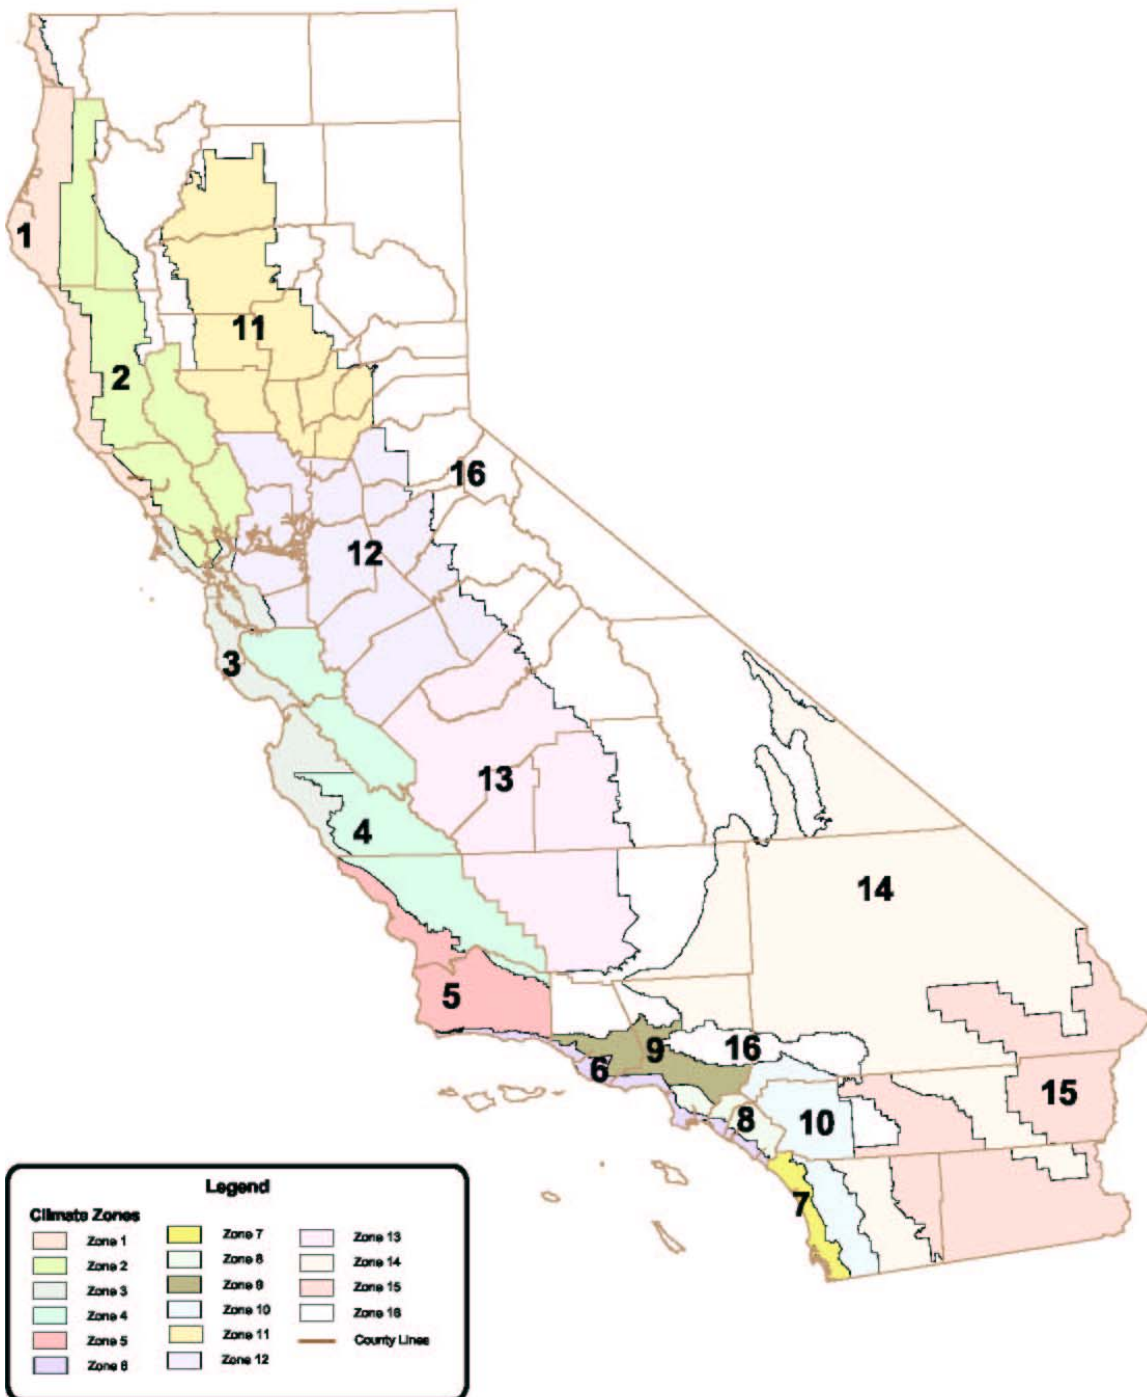 1
11
2
16
12
3
13
4
14
5
9
16
6
15
8
10
7
Legend
Climate Zones
Zone 1
Zone 2
Zone 3
Zone 4
Zone 5
Zone 6
Zone 7
Zone 8
Zone 9
Zone 10
Zone 11
Zone 12
Zone 13
Zone 14
Zone 15
Zone 16
County Lines